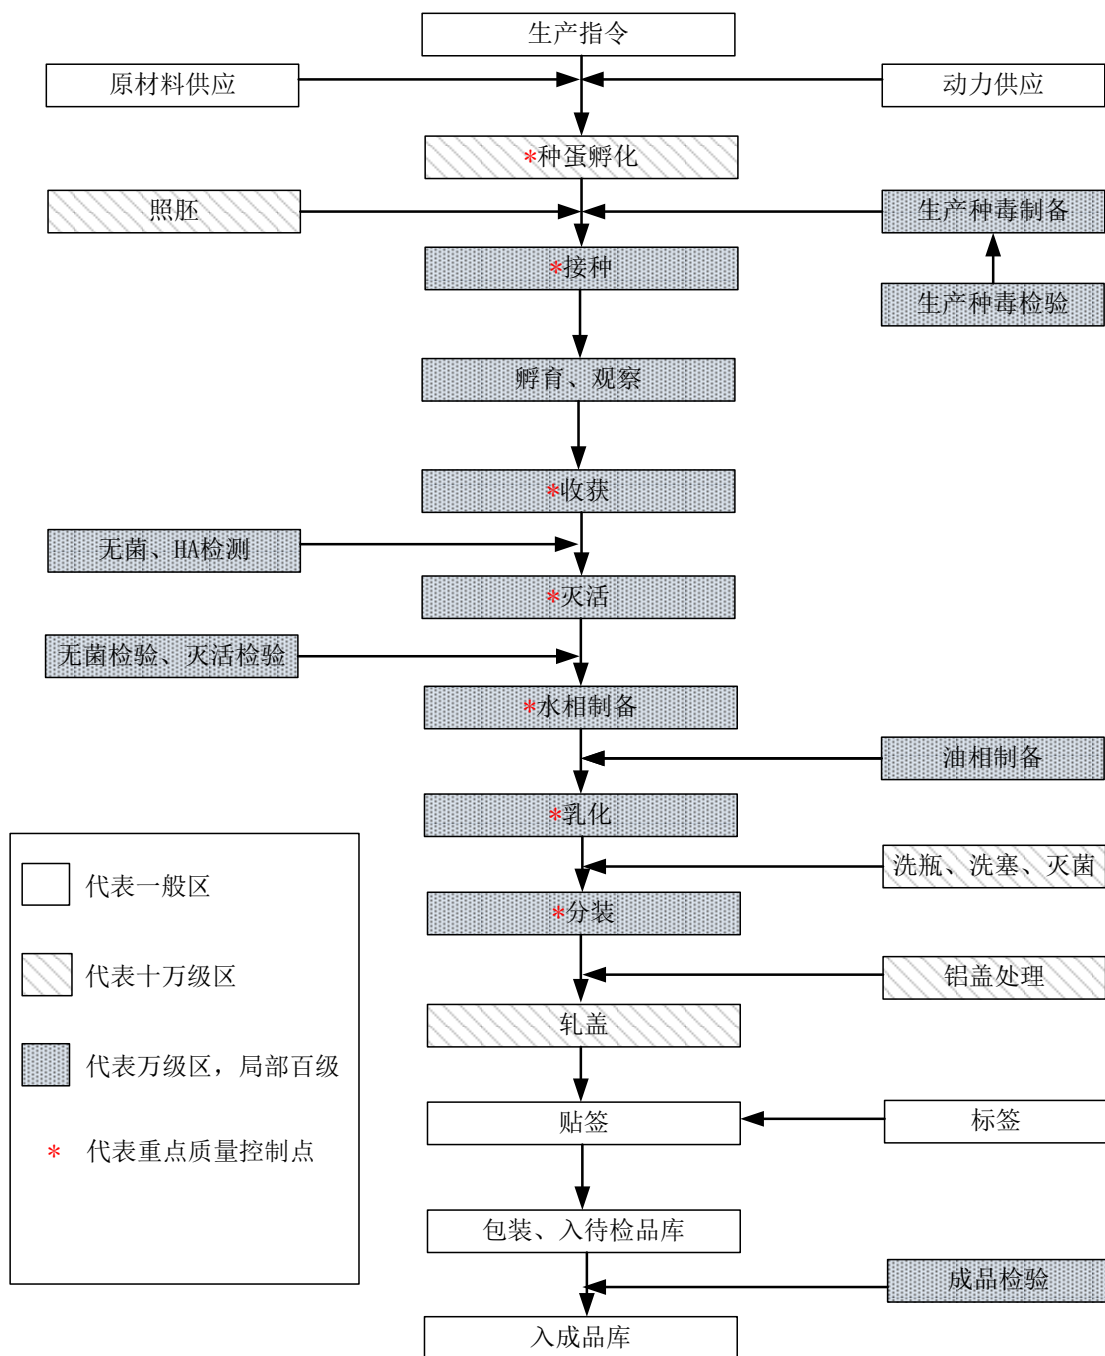 生产指令
原材料供应
动力供应
*种蛋孵化
照胚
生产种毒制备
*接种
生产种毒检验
孵育、观察
*收获
无菌、HA检测
*灭活
无菌检验、灭活检验
*水相制备
油相制备
*乳化
洗瓶、洗塞、灭菌
*分装
铝盖处理
轧盖
贴签
标签
包装、入待检品库
成品检验
入成品库
代表一般区
代表十万级区
代表万级区，局部百级
* 代表重点质量控制点